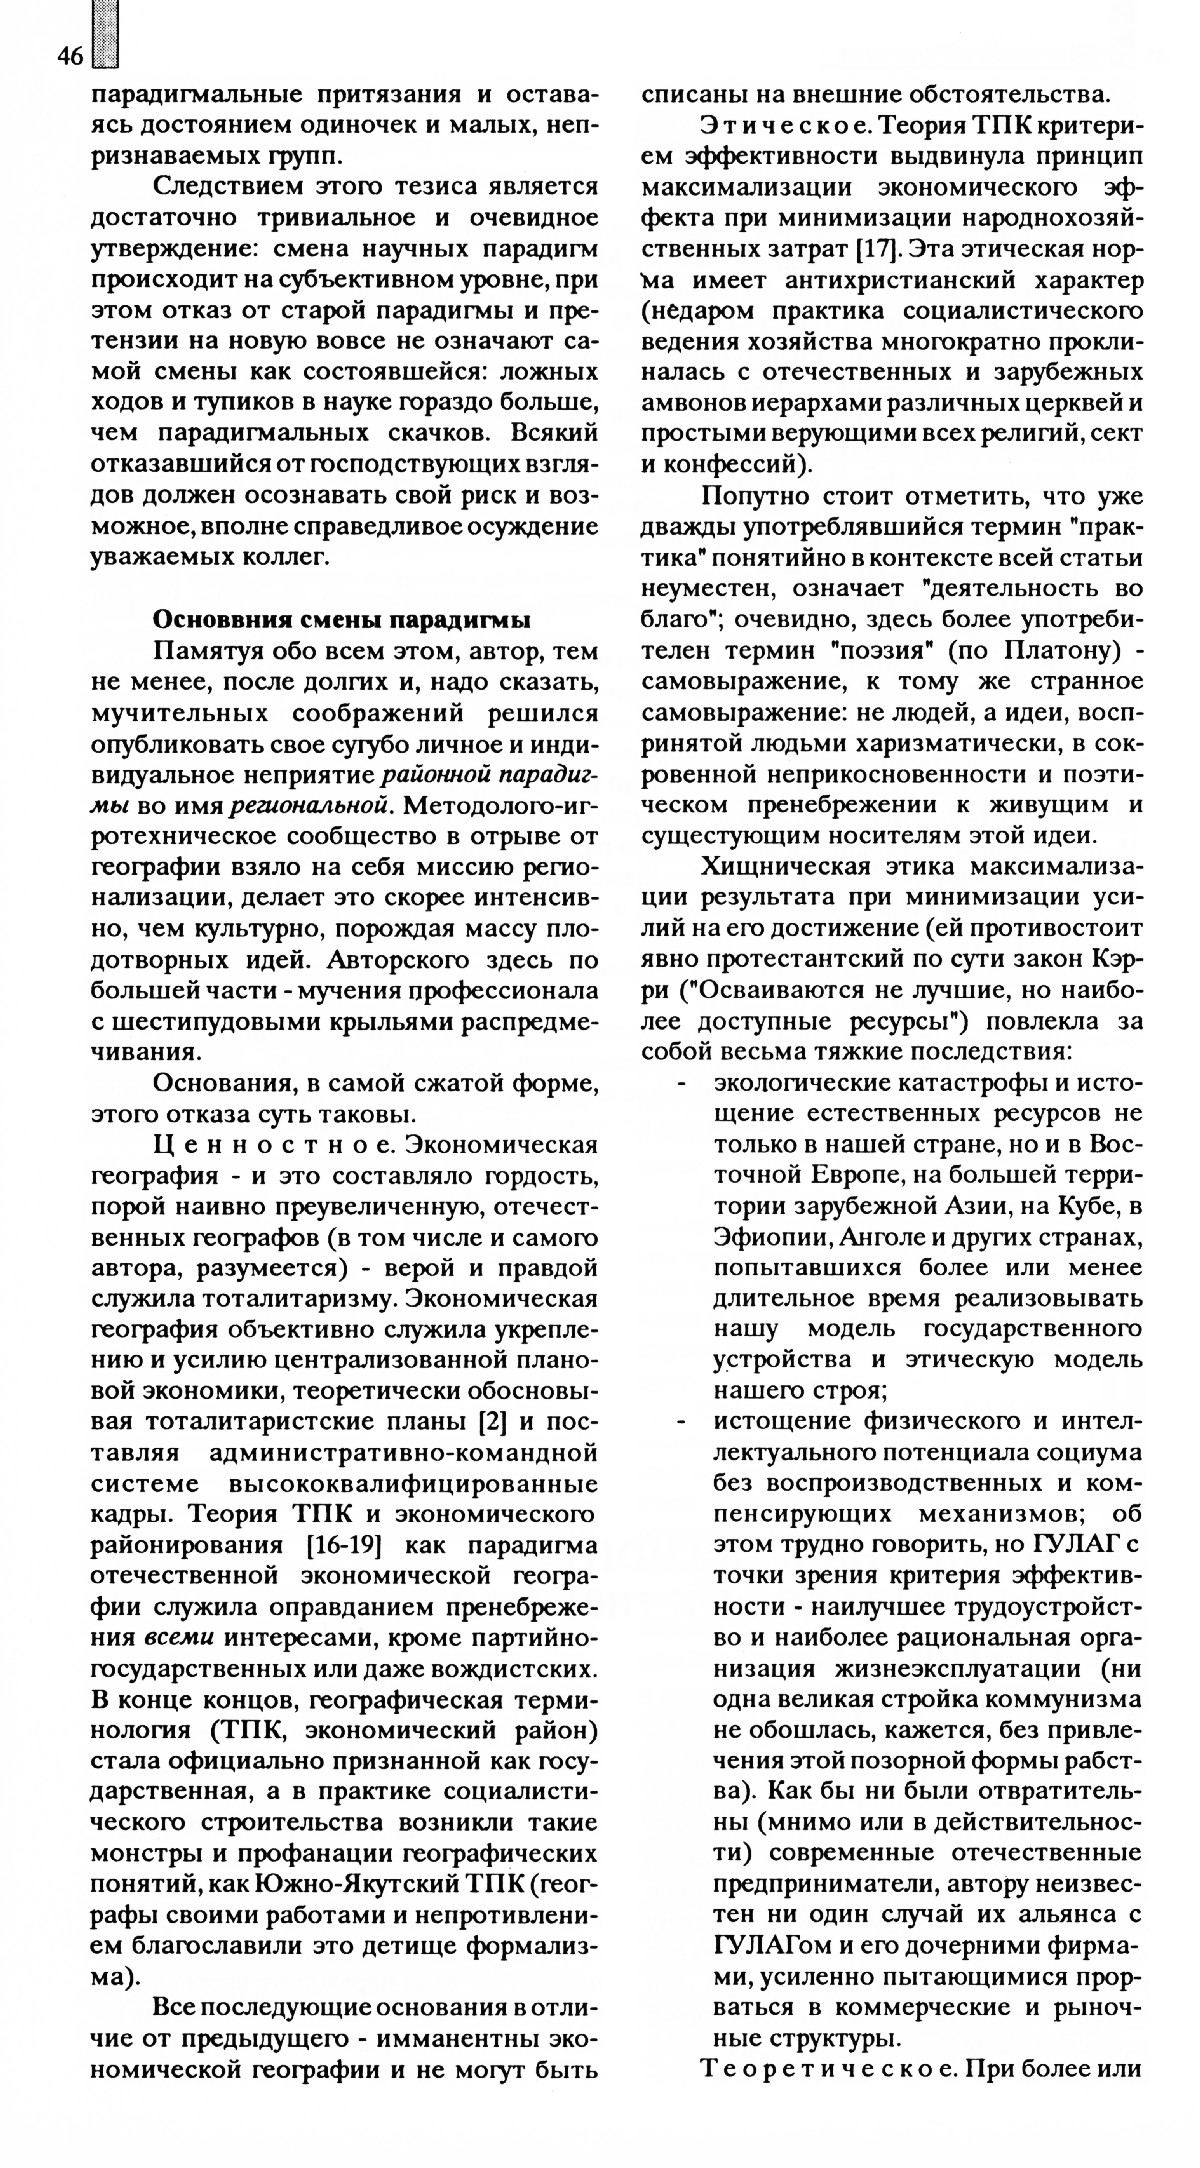 46
парадигмальные притязания и остава-
ясь достоянием одиночек и малых, неп-
ризнаваемых групп.
Следствием этого тезиса является
достаточно тривиальное и очевидное
утверждение: смена научных парадигм
происходит на субъективном уровне, при
этом отказ от старой парадигмы и пре-
тензии на новую вовсе не означают са-
мой смены как состоявшейся: ложных
ходов и тупиков в науке гораздо больше,
чем парадигмальных скачков. Всякий
отказавшийся от господствующих взгля-
дов должен осознавать свой риск и воз-
можное, вполне справедливое осуждение
уважаемых коллег.
Основвния смены парадигмы
Памятуя обо всем этом, автор, тем
не менее, после долгих и, надо сказать,
мучительных соображений решился
опубликовать свое сугубо личное и инди-
видуальное неприятие районной парадиг-
мы во имя региональной. Методолого-иг-
ротехническое сообщество в отрыве от
географии взяло на себя миссию регио-
нализации, делает это скорее интенсив-
но, чем культурно, порождая массу пло-
дотворных идей. Авторского здесь по
большей части - мучения профессионала
с шестипудовыми крыльями распредме-
чивания.
Основания, в самой сжатой форме,
этого отказа суть таковы.
Ц е н н о с т н о е. Экономическая
география - и это составляло гордость,
порой наивно преувеличенную, отечест-
венных географов (в том числе и самого
автора, разумеется) - верой и правдой
служила тоталитаризму. Экономическая
география объективно служила укрепле-
нию и усилию централизованной плано-
вой экономики, теоретически обосновы-
вая тоталитаристские планы [2] и пос-
тавляя административно-командной
системе высококвалифицированные
кадры. Теория ТПК и экономического
районирования [16-19] как парадигма
отечественной экономической геогра-
фии служила оправданием пренебреже-
ния всеми интересами, кроме партийно-
государственных или даже вождистских.
В конце концов, географическая терми-
нология (ТПК, экономический район)
стала официально признанной как госу-
дарственная, а в практике социалисти-
ческого строительства возникли такие
монстры и профанации географических
понятий, как Южно-Якутский ТПК (геог-
рафы своими работами и непротивлени-
ем благославили это детище формализ-
ма).
Все последующие основания в отли-
чие от предыдущего - имманентны эко-
номической географии и не могут быть
списаны на внешние обстоятельства.
Э т и ч е с к о е. Теория ТПК критери-
ем эффективности выдвинула принцип
максимализации экономического эф-
фекта при минимизации народнохозяй-
ственных затрат [17]. Эта этическая нор-
ма имеет антихристианский характер
(недаром практика социалистического
ведения хозяйства многократно прокли-
налась с отечественных и зарубежных
амвонов иерархами различных церквей и
простыми верующими всех религий, сект
и конфессий).
Попутно стоит отметить, что уже
дважды употреблявшийся термин "прак-
тика" понятийно в контексте всей статьи
неуместен, означает "деятельность во
благо"; очевидно, здесь более употреби-
телен термин "поэзия" (по Платону) -
самовыражение, к тому же странное
самовыражение: не людей, а идеи, восп-
ринятой людьми харизматически, в сок-
ровенной неприкосновенности и поэти-
ческом пренебрежении к живущим и
сущестующим носителям этой идеи.
Хищническая этика максимализа-
ции результата при минимизации уси-
лий на его достижение (ей противостоит
явно протестантский по сути закон Кэр-
ри ("Осваиваются не лучшие, но наибо-
лее доступные ресурсы") повлекла за
собой весьма тяжкие последствия:
- экологические катастрофы и исто-
щение естественных ресурсов не
только в нашей стране, но и в Вос-
точной Европе, на большей терри-
тории зарубежной Азии, на Кубе, в
Эфиопии, Анголе и других странах,
попытавшихся более или менее
длительное время реализовывать
нашу модель государственного
устройства и этическую модель
нашего строя;
- истощение физического и интел-
лектуального потенциала социума
без воспроизводственных и ком-
пенсирующих механизмов; об
этом трудно говорить, но ГУЛАГ с
точки зрения критерия эффектив-
ности - наилучшее трудоустройст-
во и наиболее рациональная орга-
низация жизнеэксплуатации (ни
одна великая стройка коммунизма
не обошлась, кажется, без привле-
чения этой позорной формы рабст-
ва). Как бы ни были отвратитель-
ны (мнимо или в действительнос-
ти) современные отечественные
предприниматели, автору неизвес-
тен ни один случай их альянса с
ГУЛАГом и его дочерними фирма-
ми, усиленно пытающимися прор-
ваться в коммерческие и рыноч-
ные структуры.
Т е о р е т и ч е с к о е. При более или